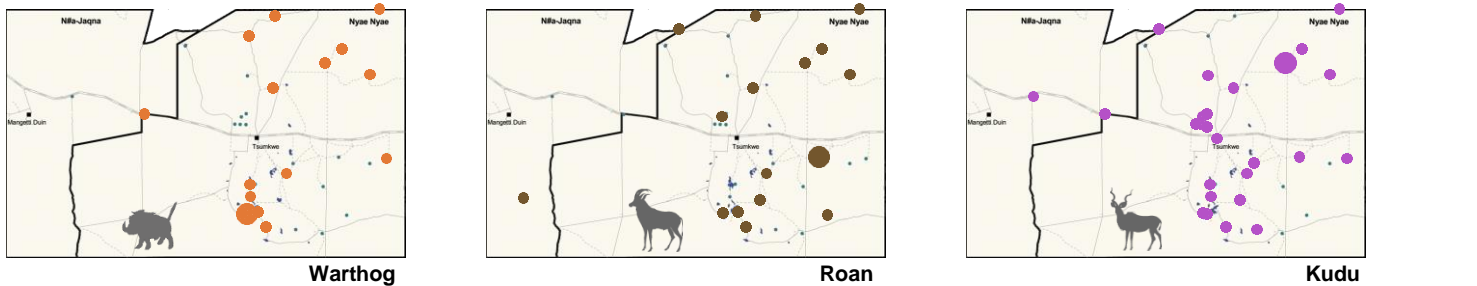 N#a-Jaqna
Nyae Nyae
Mangetti Duin
Tsumkwe
Warthog
N#a-Jaqna
Nyae Nyae
Mangetti Duin
Tsumkwe
Roan
N#a-Jaqna
Nyae Nyae
Mangetti Duin
Tsumkwe
Kudu